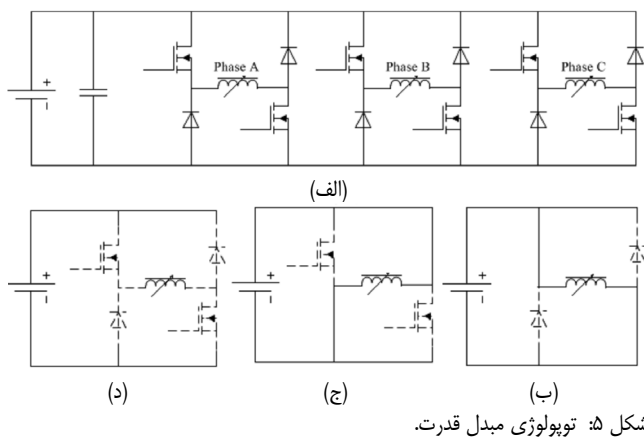 Phase A
Phase B
Phase C
(الف)
(ب)
(ج)
(د)
شکل ۵: توپولوژی مبدل قدرت.